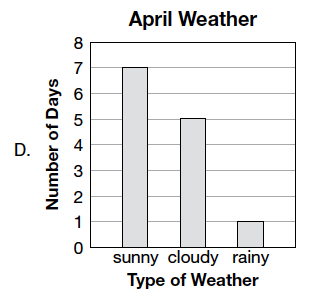 April Weather
D.
Number of Days
8
7
6
5
4
3
2
1
0
sunny cloudy rainy
Type of Weather